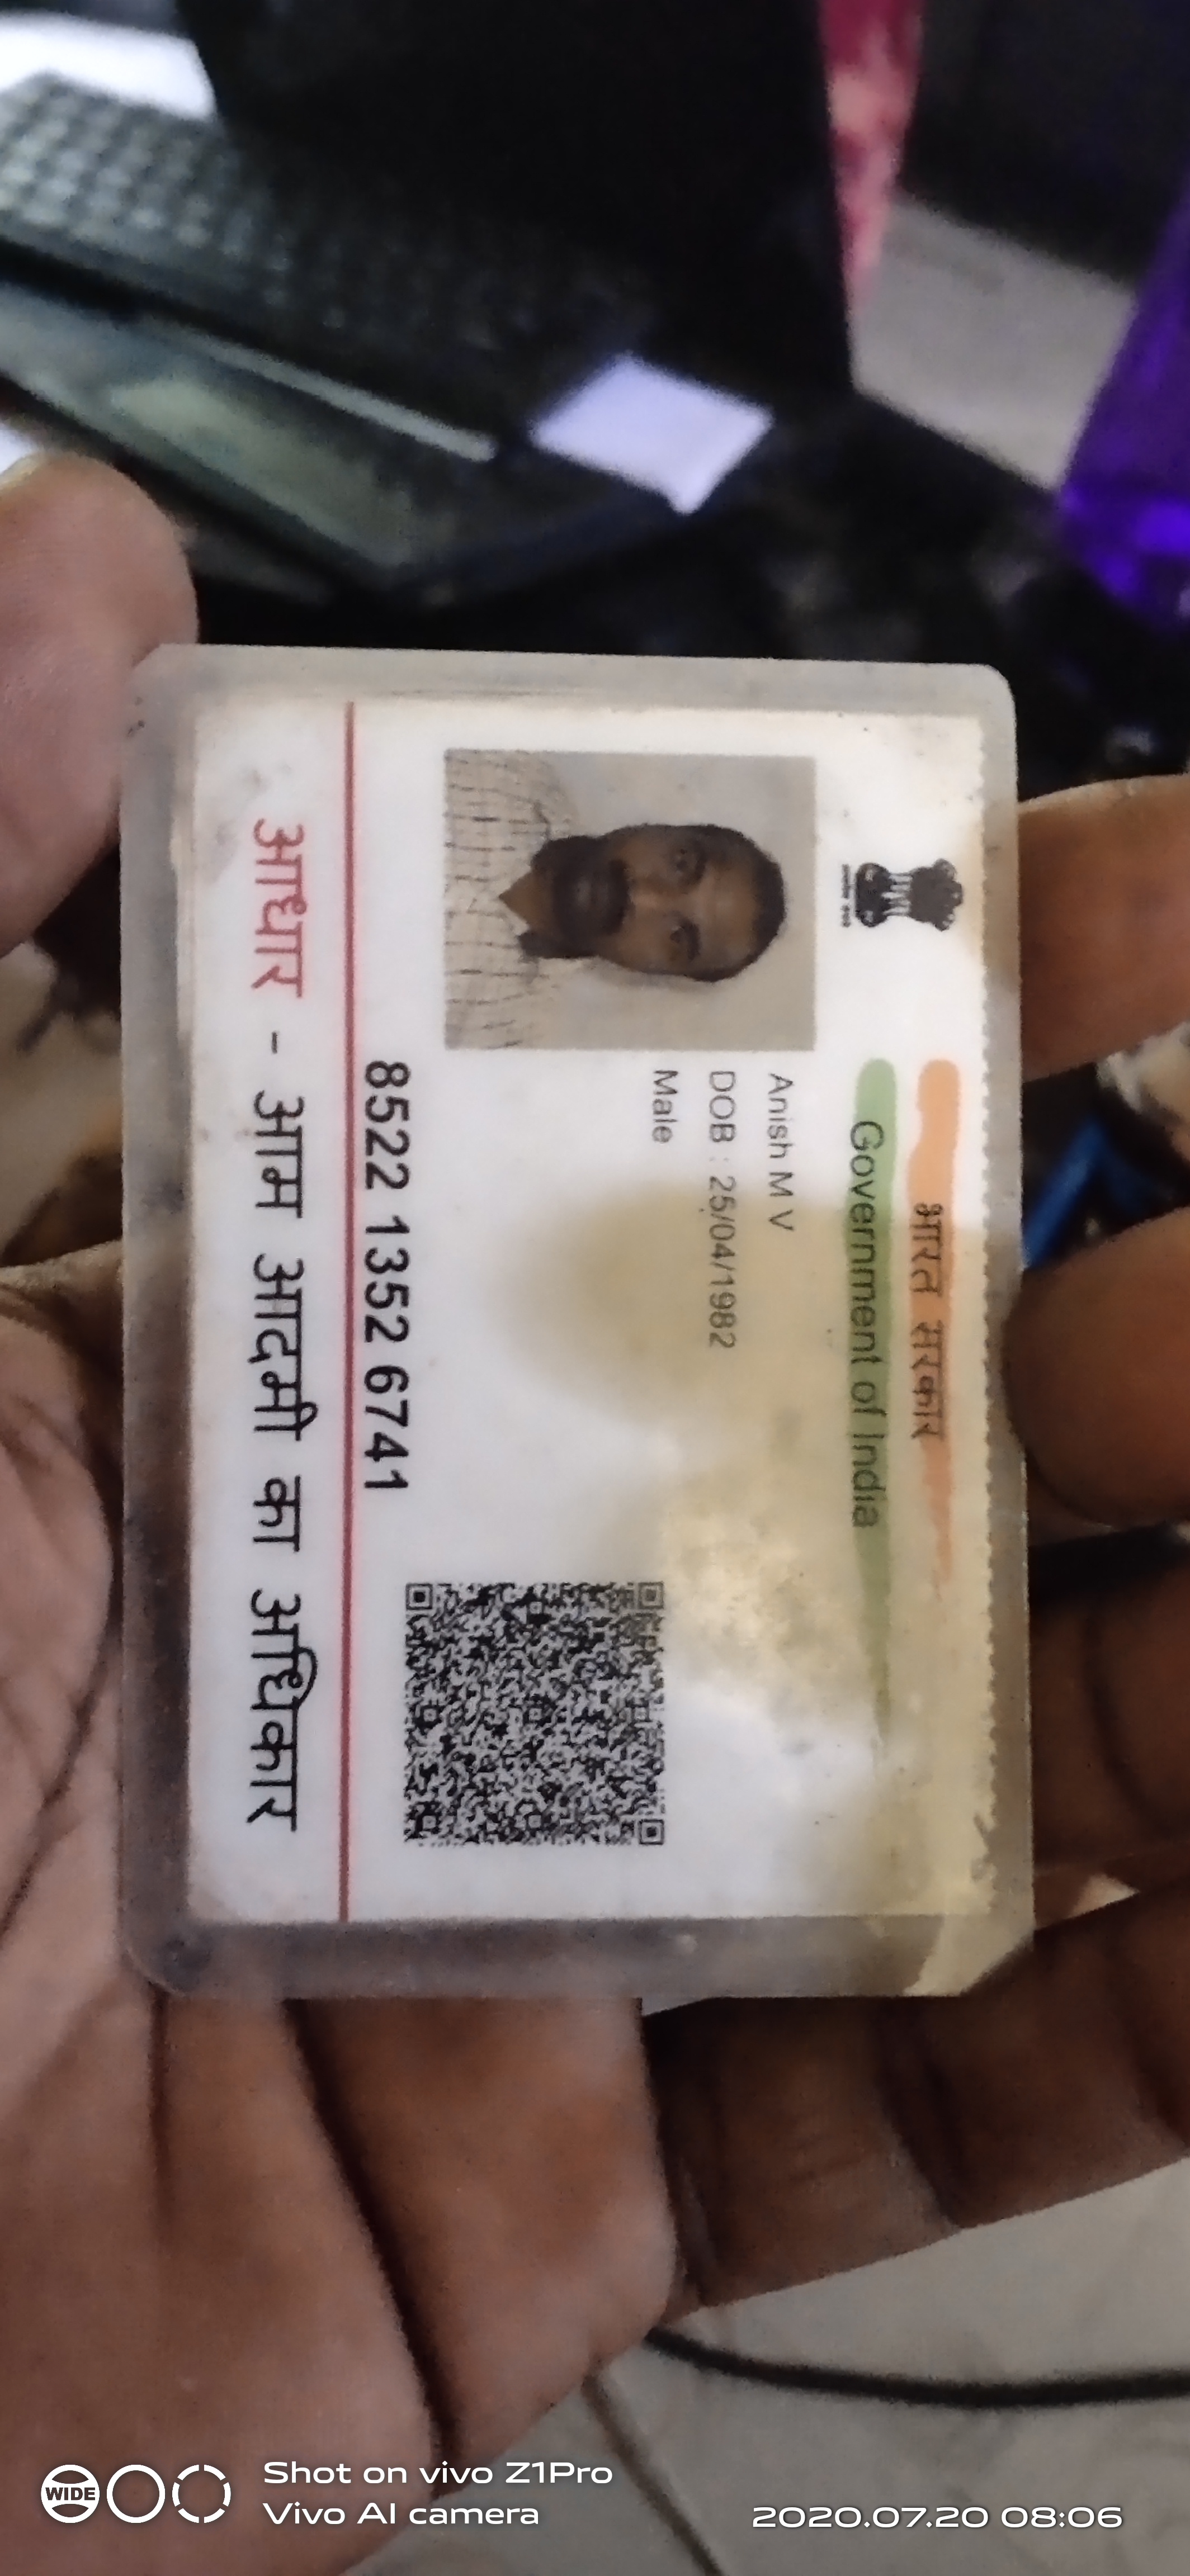 भारत सरकार
Government of India
Anish M V
DOB : 25/04/1982
Male
8522 1352 6741
आधार - आम आदमी का अधिकार
WIDE
Shot on vivo Z1Pro
Vivo AI camera
2020.07.20 08:06